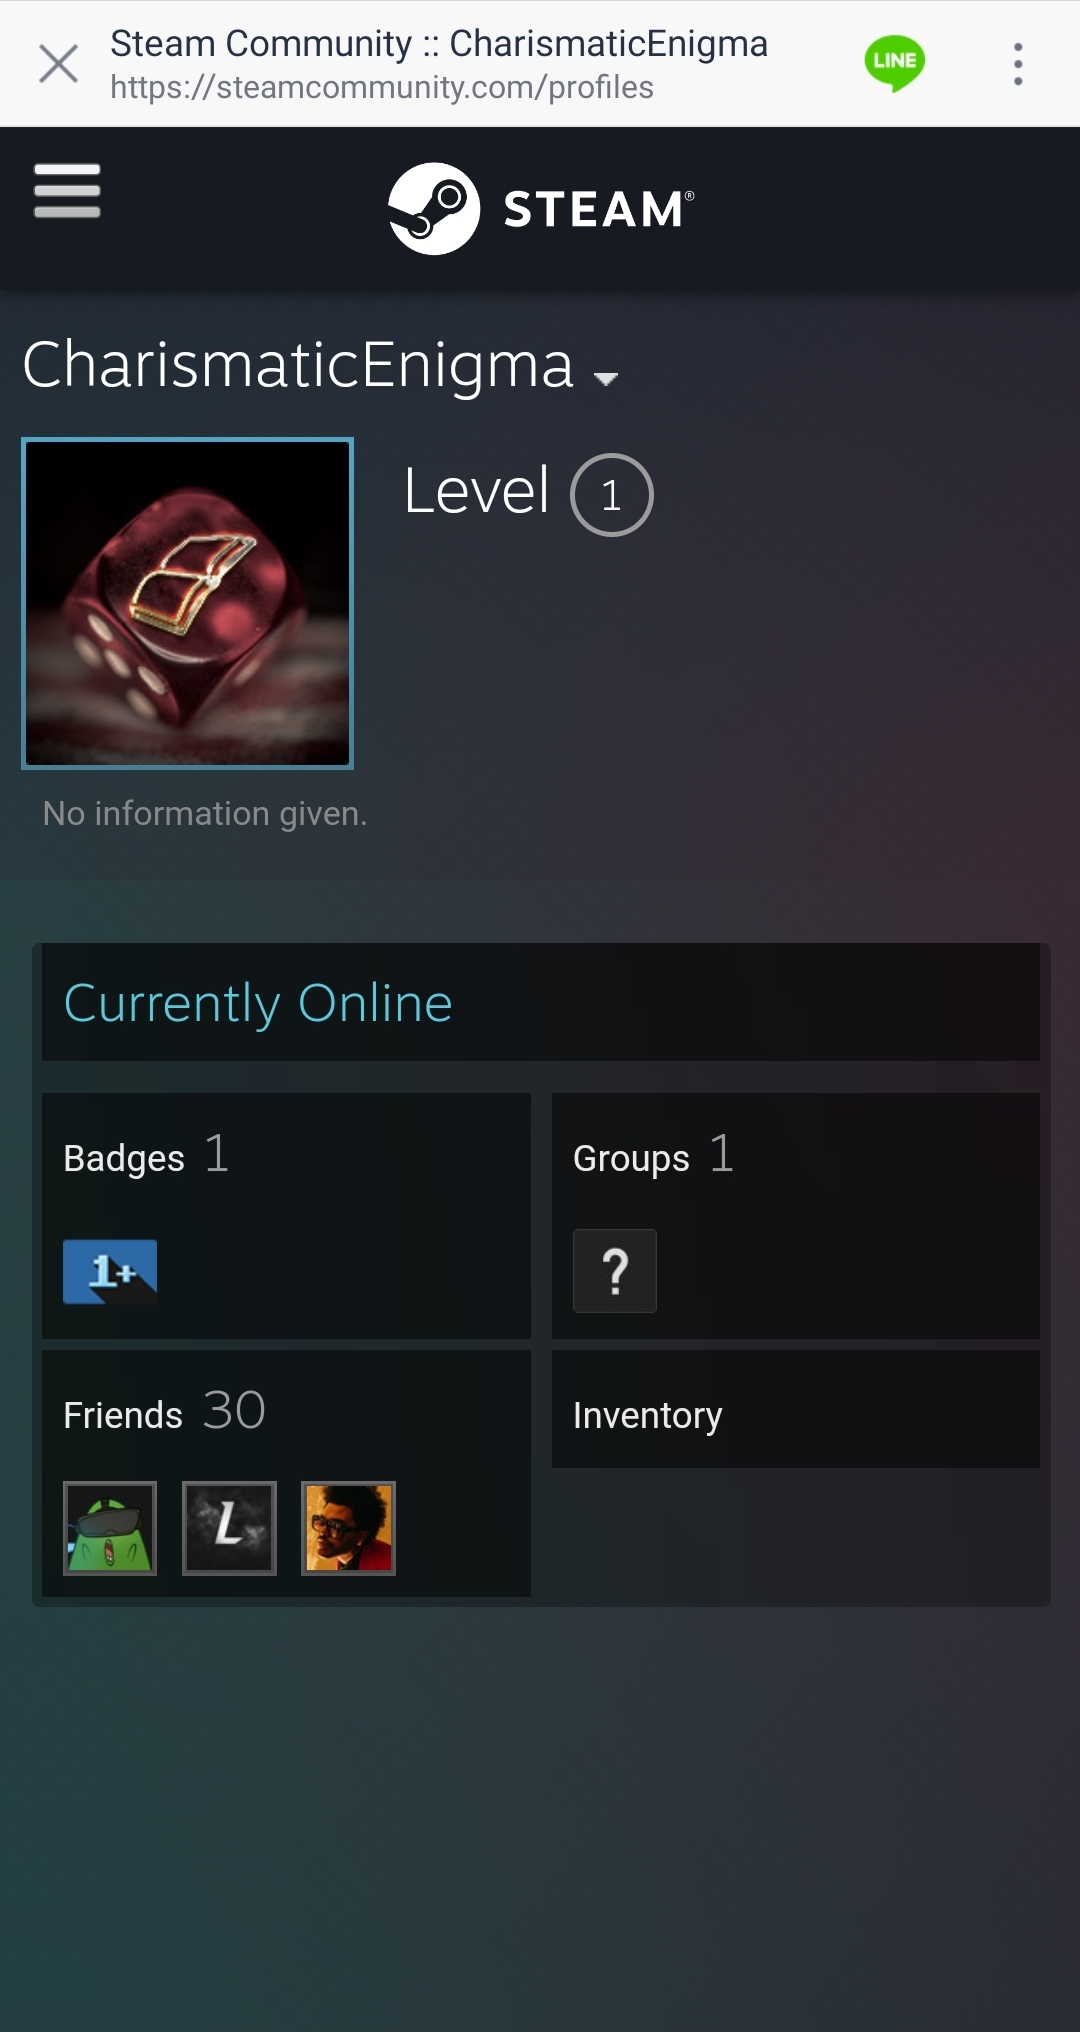 Steam Community :: CharismaticEnigma
https://steamcommunity.com/profiles
LINE
STEAM®
CharismaticEnigma
Level 1
No information given.
Currently Online
Badges 1
Groups 1
1+
?
Friends 30
Inventory
L